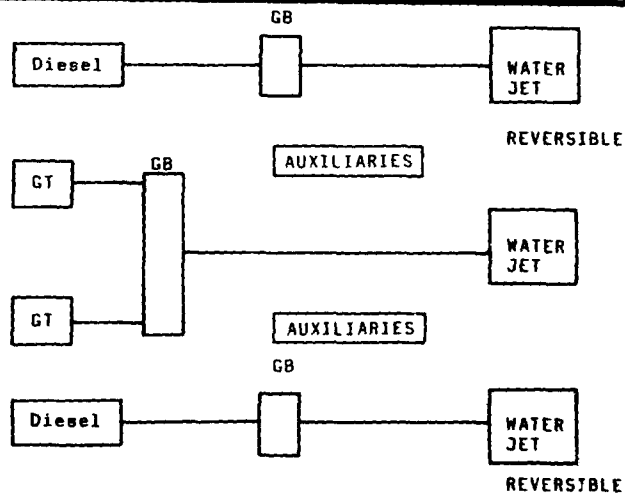 GB
Diesel
WATER
JET
REVERSIBLE
GB
AUXILIARIES
GT
WATER
JET
GT
AUXILIARIES
GB
Diesel
WATER
JET
REVERSIBLE